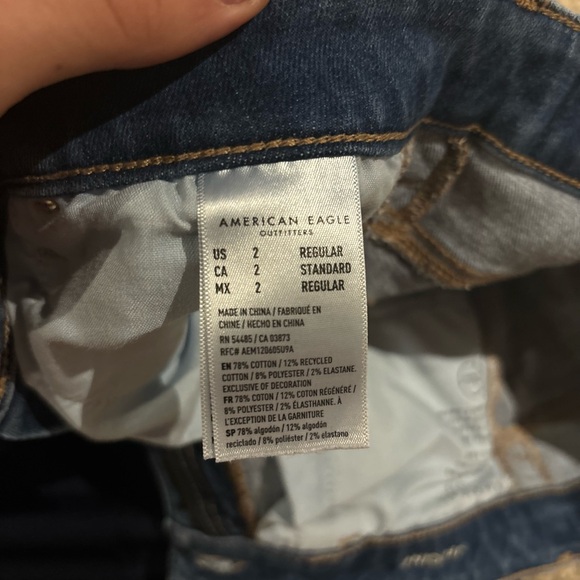 AMERICAN EAGLE
OUTFITTERS
US 2 REGULAR
CA 2 STANDARD
MX 2 REGULAR
MADE IN CHINA / FABRIQUÉ EN
CHINE / HECHO EN CHINA
RN 54485 / CA 03873
RFC# AEM120605U9A
EN 78% COTTON / 12% RECYCLED
COTTON / 8% POLYESTER / 2% ELASTANE.
EXCLUSIVE OF DECORATION
FR 78% COTON / 12% COTON RÉGÉNÉRÉ /
8% POLYESTER / 2% ÉLASTHANNE. À
L'EXCEPTION DE LA GARNITURE
SP 78% algodón / 12% algodón
reciclado / 8% poliéster / 2% elastano